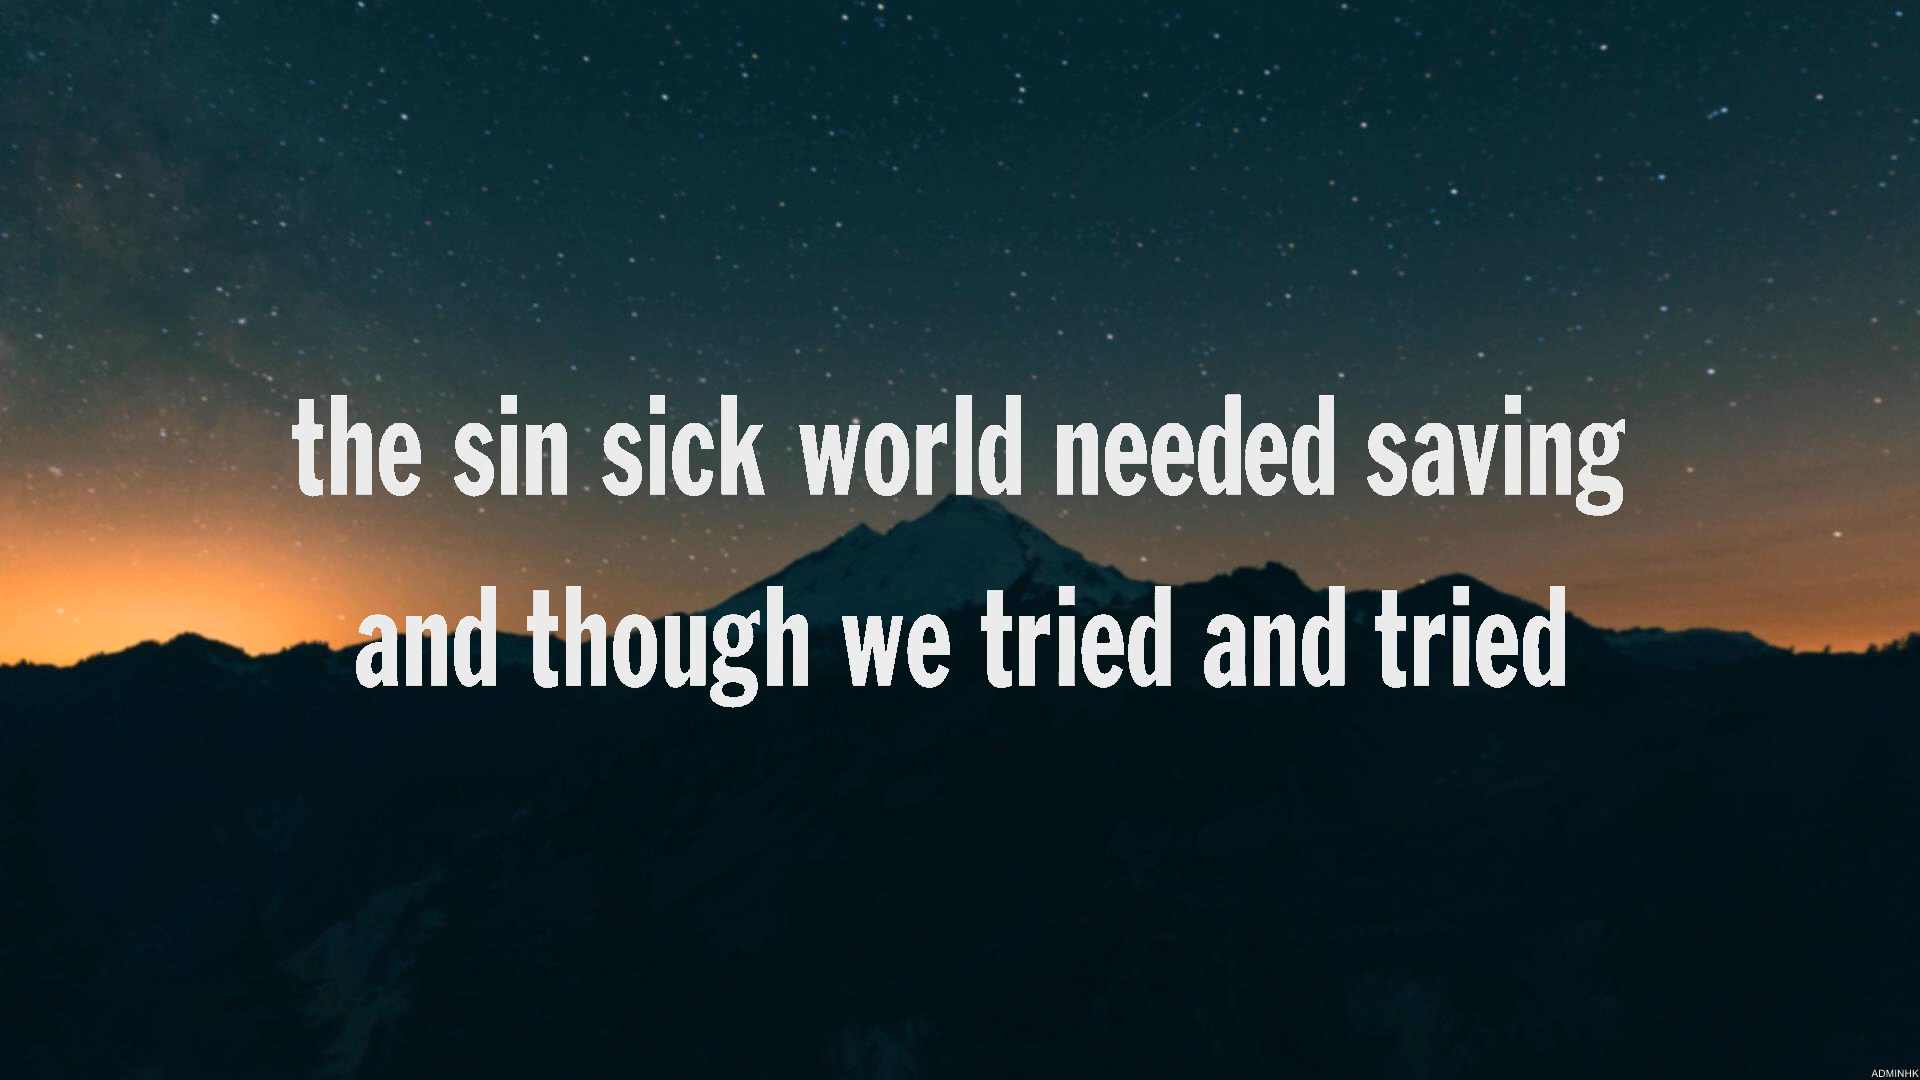 the sin sick world needed saving
and though we tried and tried
ADMINHK